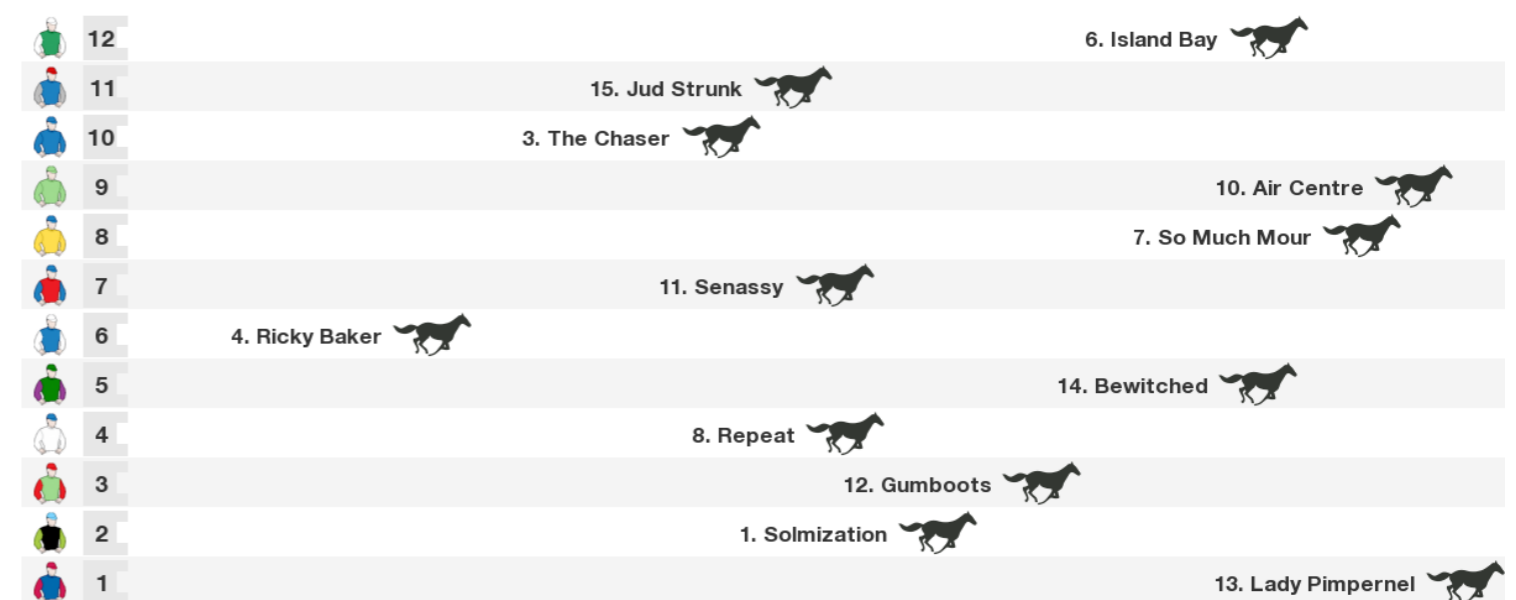 12 6. Island Bay
11 15. Jud Strunk
10 3. The Chaser
9 10. Air Centre
8 7. So Much Mour
7 11. Senassy
6 4. Ricky Baker
5 14. Bewitched
4 8. Repeat
3 12. Gumboots
2 1. Solmization
1 13. Lady Pimpernel